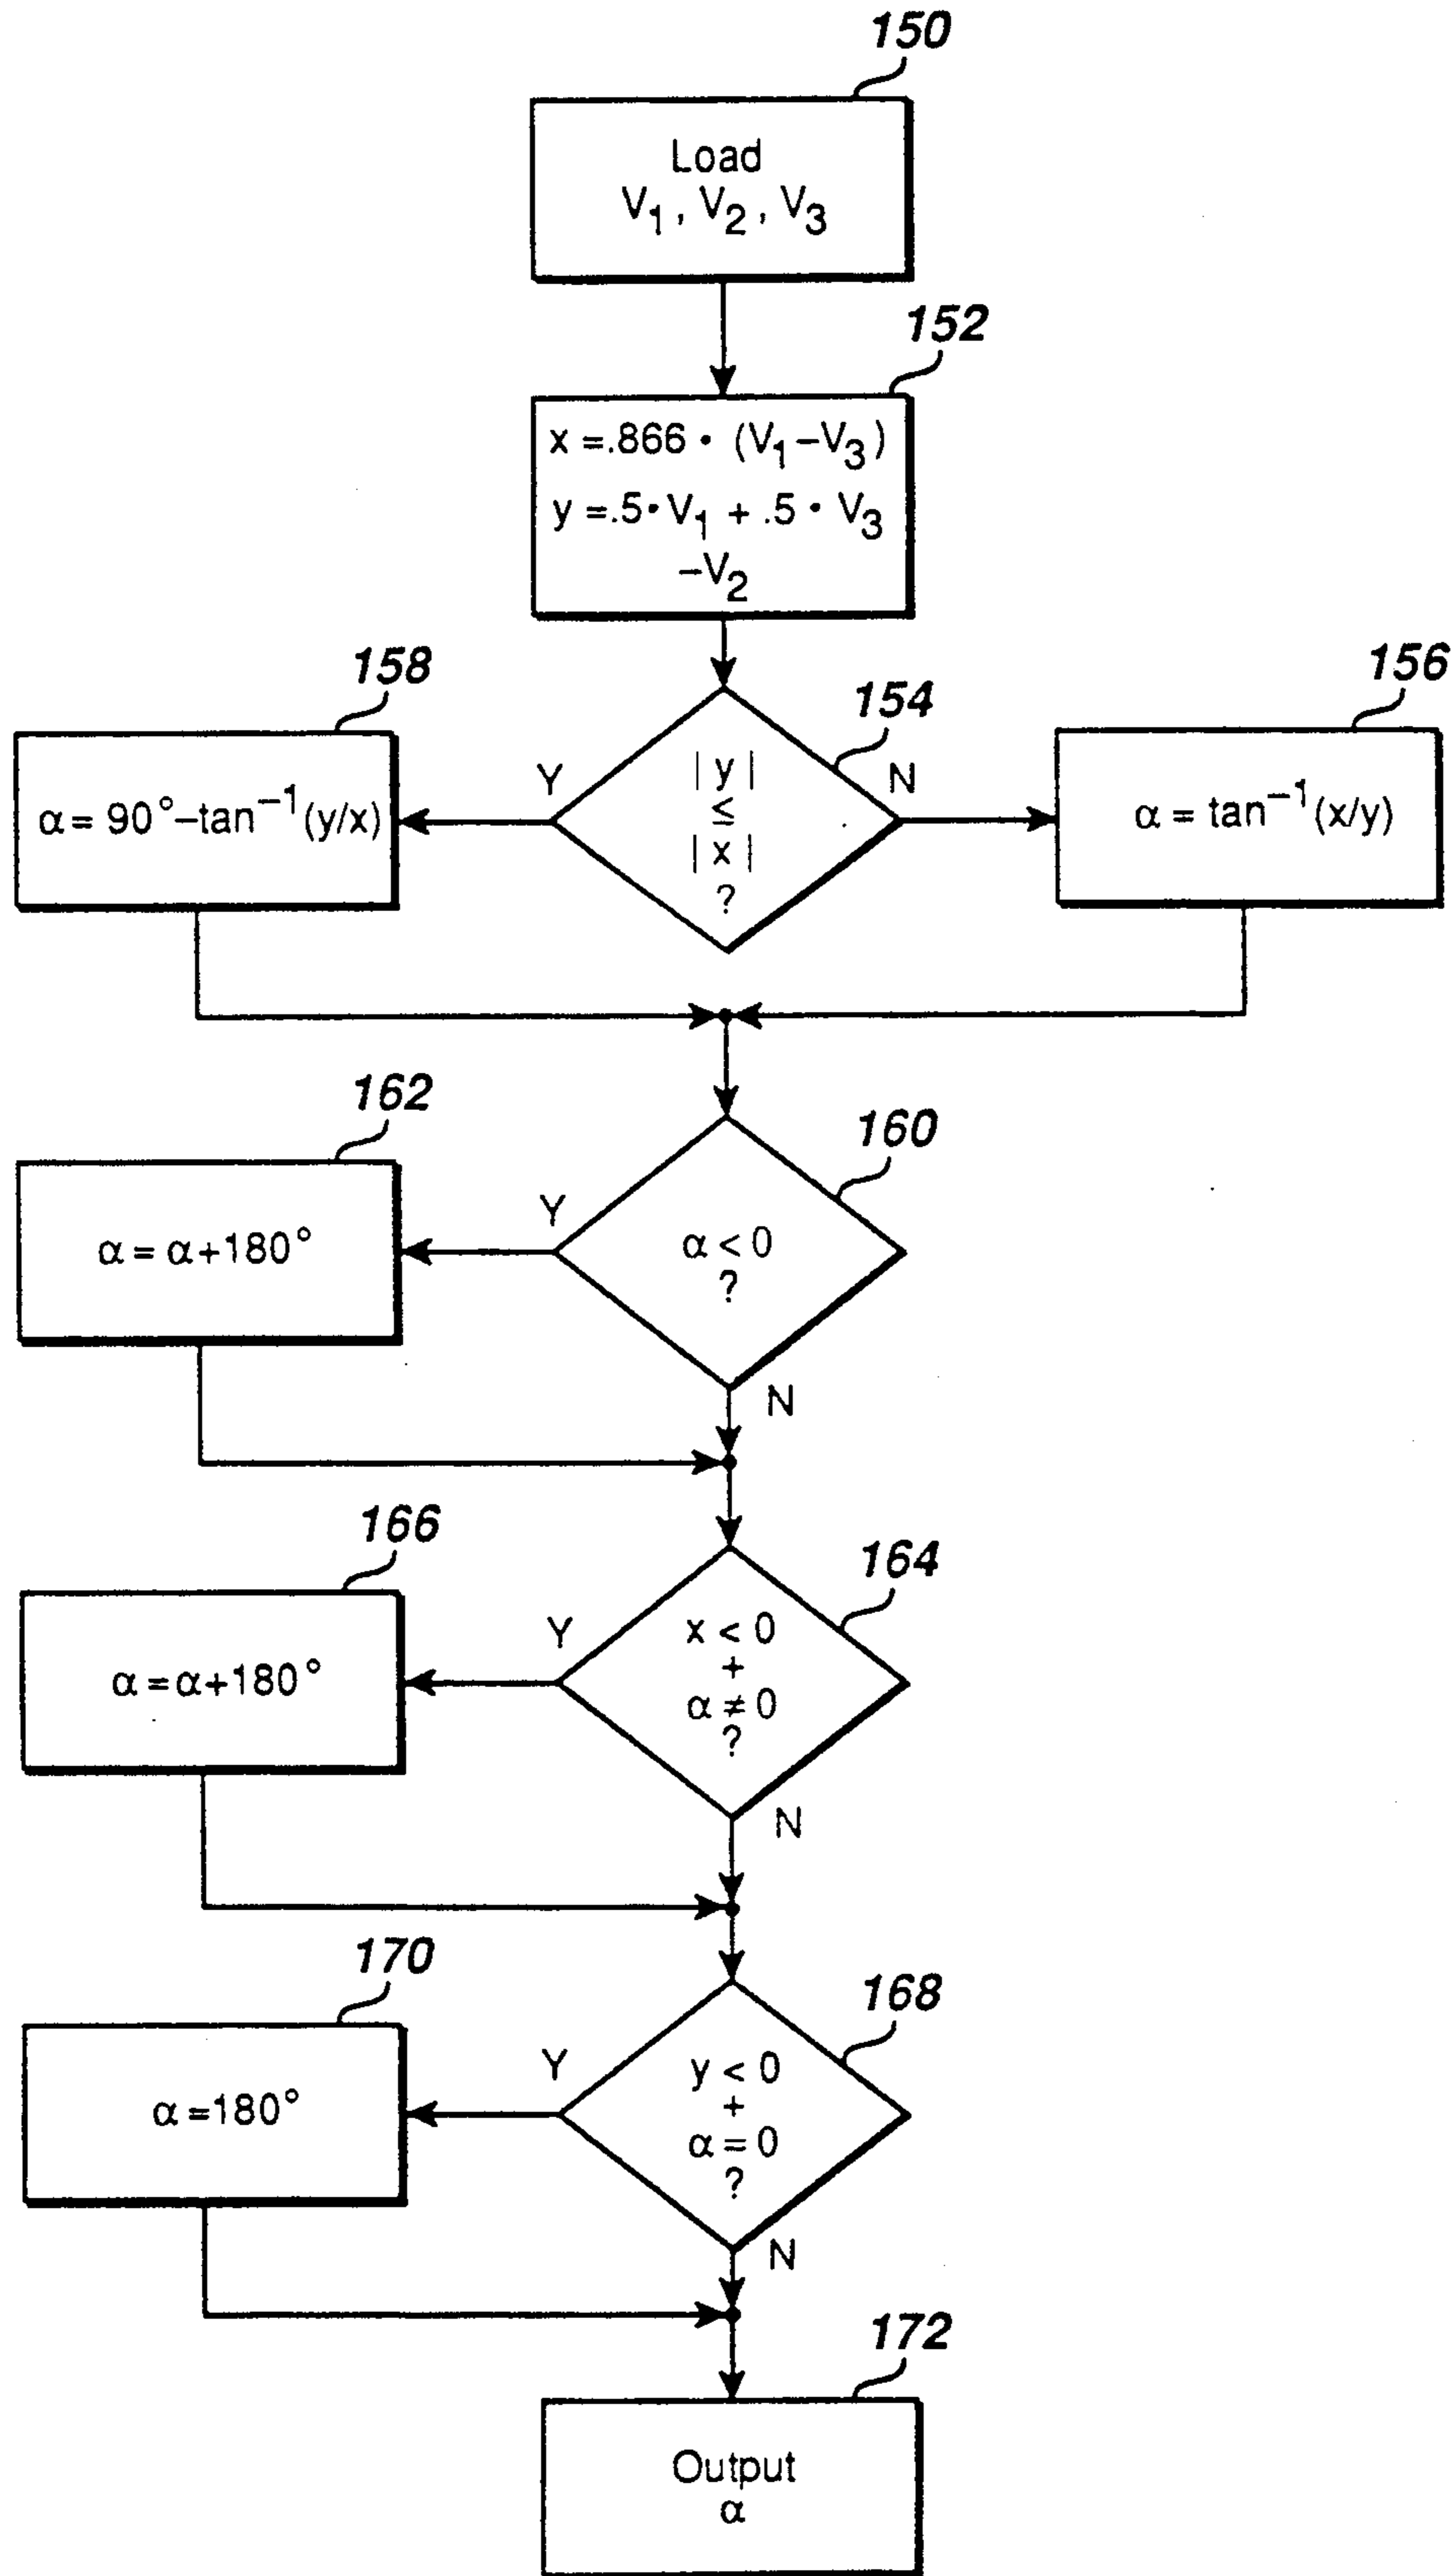 150
Load
V₁, V₂, V₃
152
x = .866 • (V₁ – V₃)
y = .5 • V₁ + .5 • V₃
–V₂
158
α = 90° – tan⁻¹ (y/x)
Y
154
| y |
≤
| x |
?
N
156
α = tan⁻¹ (x/y)
162
α = α + 180°
Y
160
α < 0
?
N
166
α = α + 180°
Y
164
x < 0
+
α ≠ 0
?
N
170
α = 180°
Y
168
y < 0
+
α = 0
?
N
172
Output
α